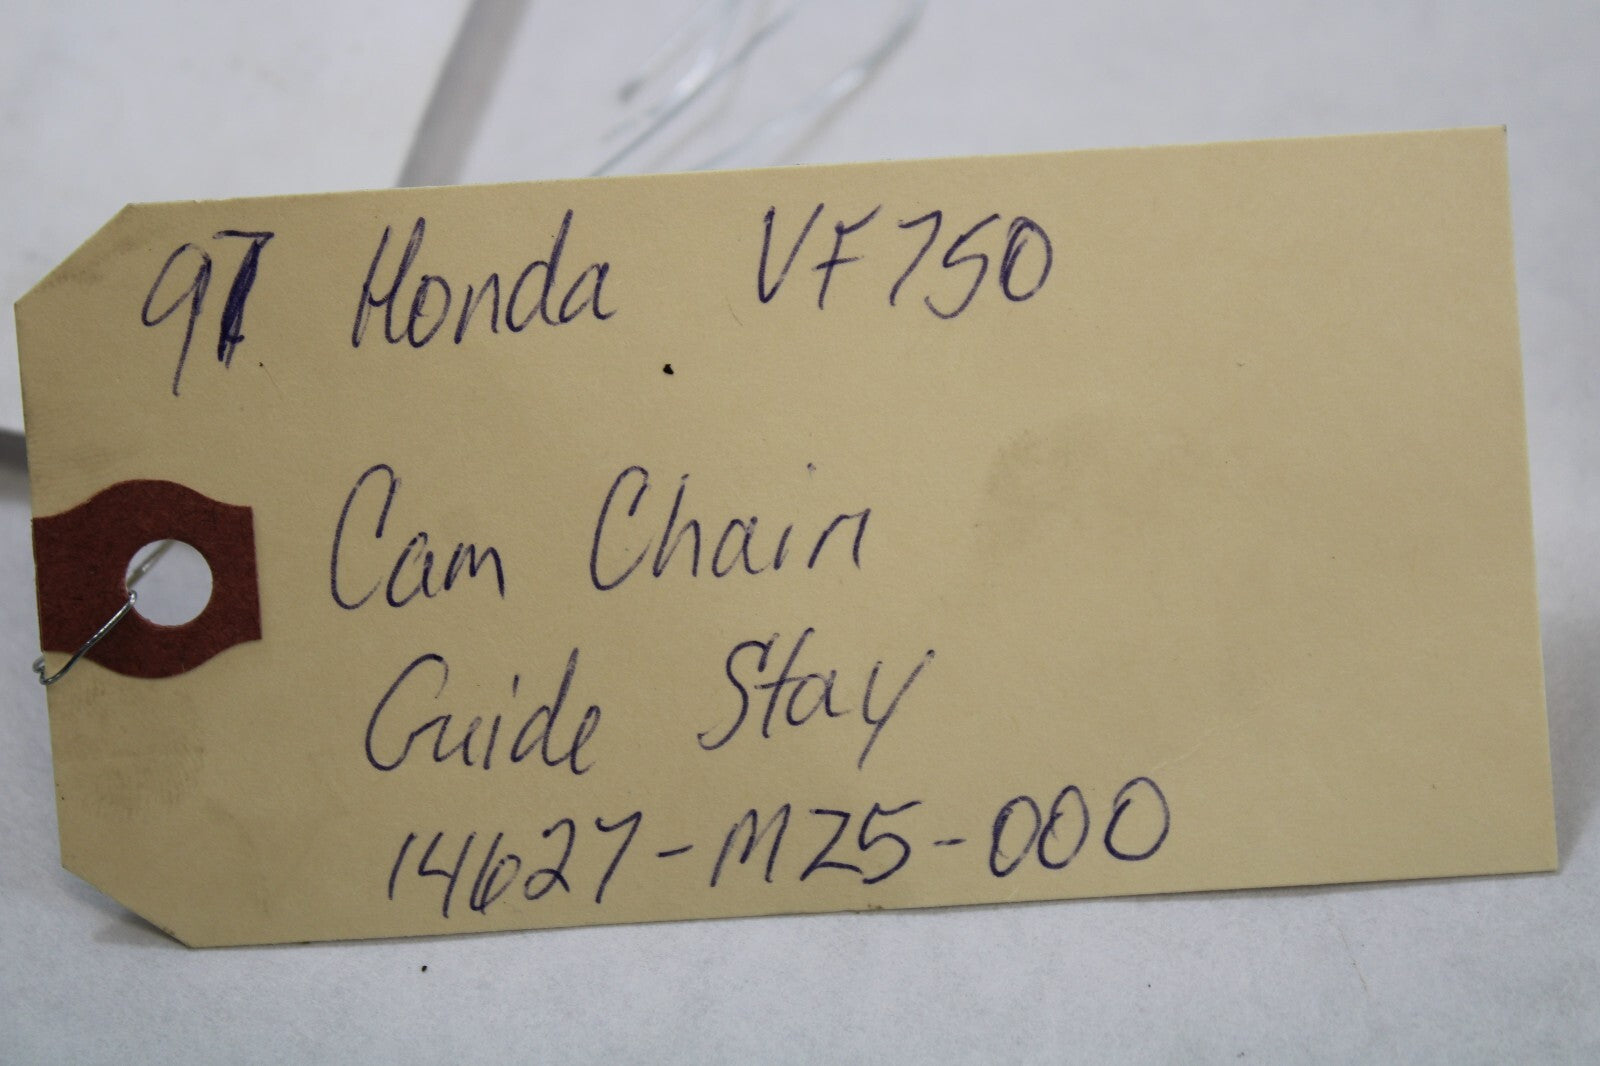 97 Honda VF750
Cam Chain
Guide Stay
14627-MZ5-000